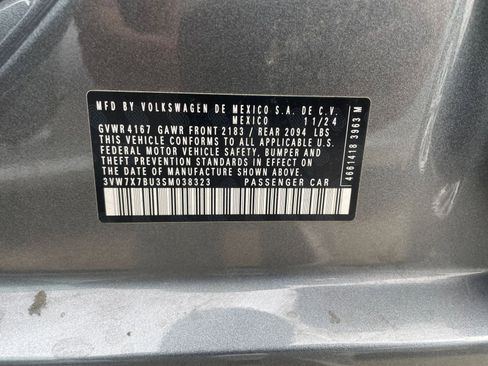 MFD BY VOLKSWAGEN DE MEXICO S.A. DE C.V.
MEXICO 11/24
GVWR 4167 GAWR FRONT 2183 / REAR 2094 LBS
THIS VEHICLE CONFORMS TO ALL APPLICABLE U.S.
FEDERAL MOTOR VEHICLE SAFETY, BUMPER AND
THEFT PREVENTION STANDARDS IN EFFECT ON
THE DATE OF MANUFACTURE SHOWN ABOVE.
3VW7X7BU3SM038323 PASSENGER CAR
4661418 3963 M